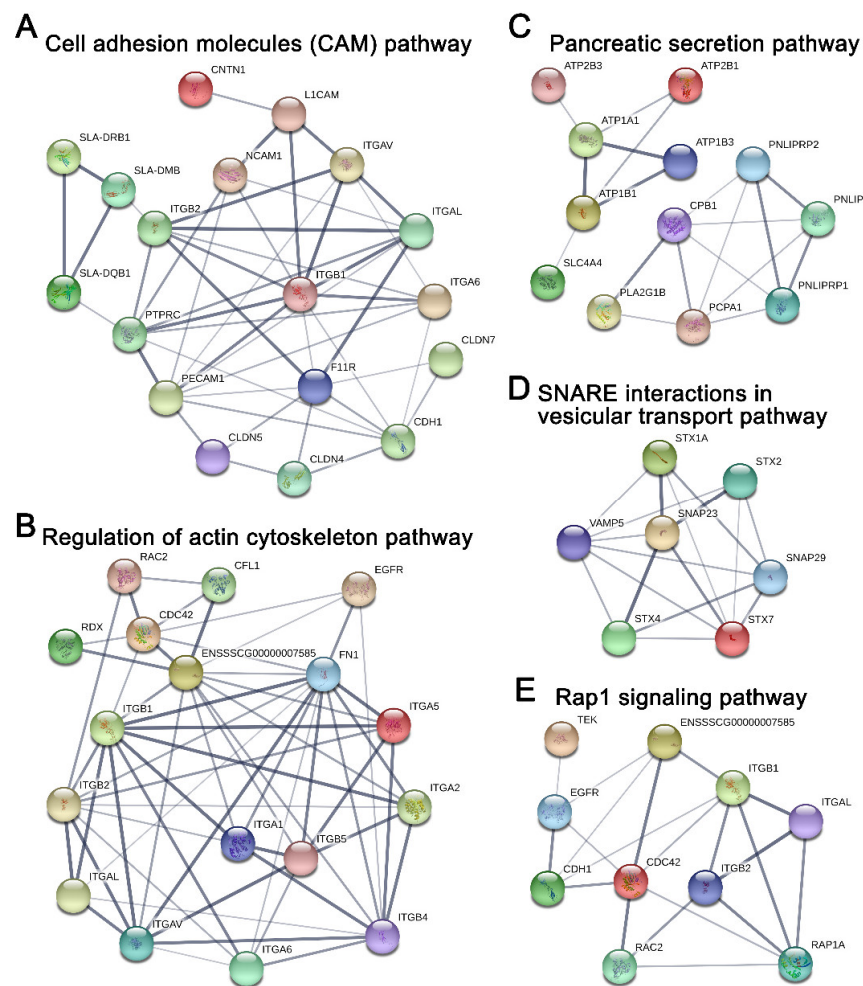 A
Cell adhesion molecules (CAM) pathway
CNTN1
L1CAM
SLA-DRB1
NCAM1
ITGAV
SLA-DMB
ITGB2
ITGAL
SLA-DQB1
ITGB1
ITGA6
PTPRC
CLDN7
PECAM1
F11R
CDH1
CLDN5
CLDN4
B
Regulation of actin cytoskeleton pathway
RAC2
CFL1
EGFR
CDC42
RDX
ENSSSCG00000007585
FN1
ITGB1
ITGA5
ITGB2
ITGA2
ITGA1
ITGB5
ITGAL
ITGAV
ITGB4
ITGA6
C
Pancreatic secretion pathway
ATP2B3
ATP2B1
ATP1A1
ATP1B3
PNLIPRP2
ATP1B1
CPB1
PNLIP
SLC4A4
PLA2G1B
PNLIPRP1
PCPA1
D
SNARE interactions in
vesicular transport pathway
STX1A
STX2
VAMP5
SNAP23
SNAP29
STX4
STX7
E
Rap1 signaling pathway
TEK
ENSSSCG00000007585
ITGB1
EGFR
ITGAL
CDH1
CDC42
ITGB2
RAC2
RAP1A